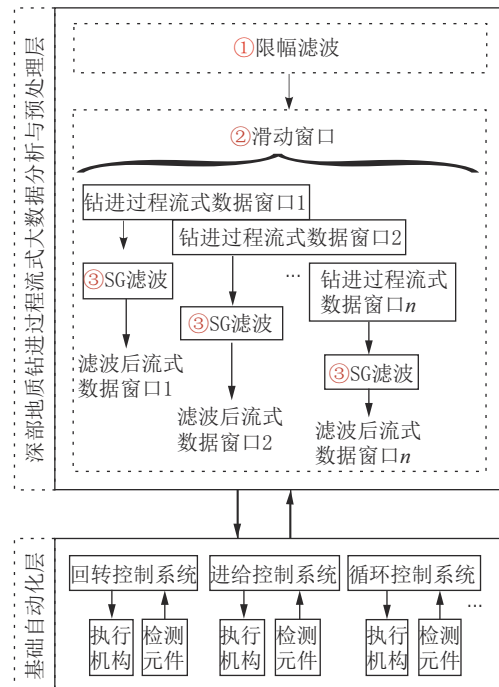 深部地质钻进过程流式大数据分析与预处理层
①限幅滤波
②滑动窗口
钻进过程流式数据窗口1
钻进过程流式数据窗口2
...
钻进过程流式
数据窗口n
③SG滤波
③SG滤波
③SG滤波
滤波后流式
数据窗口1
滤波后流式
数据窗口2
滤波后流式
数据窗口n
基础自动化层
回转控制系统
进给控制系统
循环控制系统
...
执行
机构
检测
元件
执行
机构
检测
元件
执行
机构
检测
元件